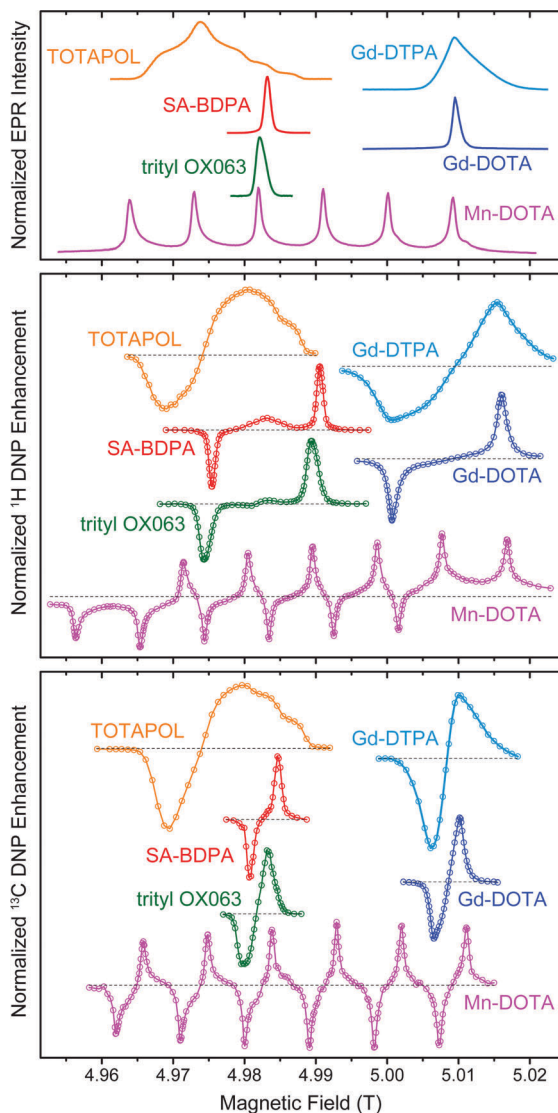 Normalized EPR Intensity
TOTAPOL
Gd-DTPA
SA-BDPA
trityl OX063
Gd-DOTA
Mn-DOTA
Normalized ¹H DNP Enhancement
TOTAPOL
Gd-DTPA
SA-BDPA
Gd-DOTA
trityl OX063
Mn-DOTA
Normalized ¹³C DNP Enhancement
TOTAPOL
Gd-DTPA
SA-BDPA
trityl OX063
Gd-DOTA
Mn-DOTA
4.96 4.97 4.98 4.99 5.00 5.01 5.02
Magnetic Field (T)